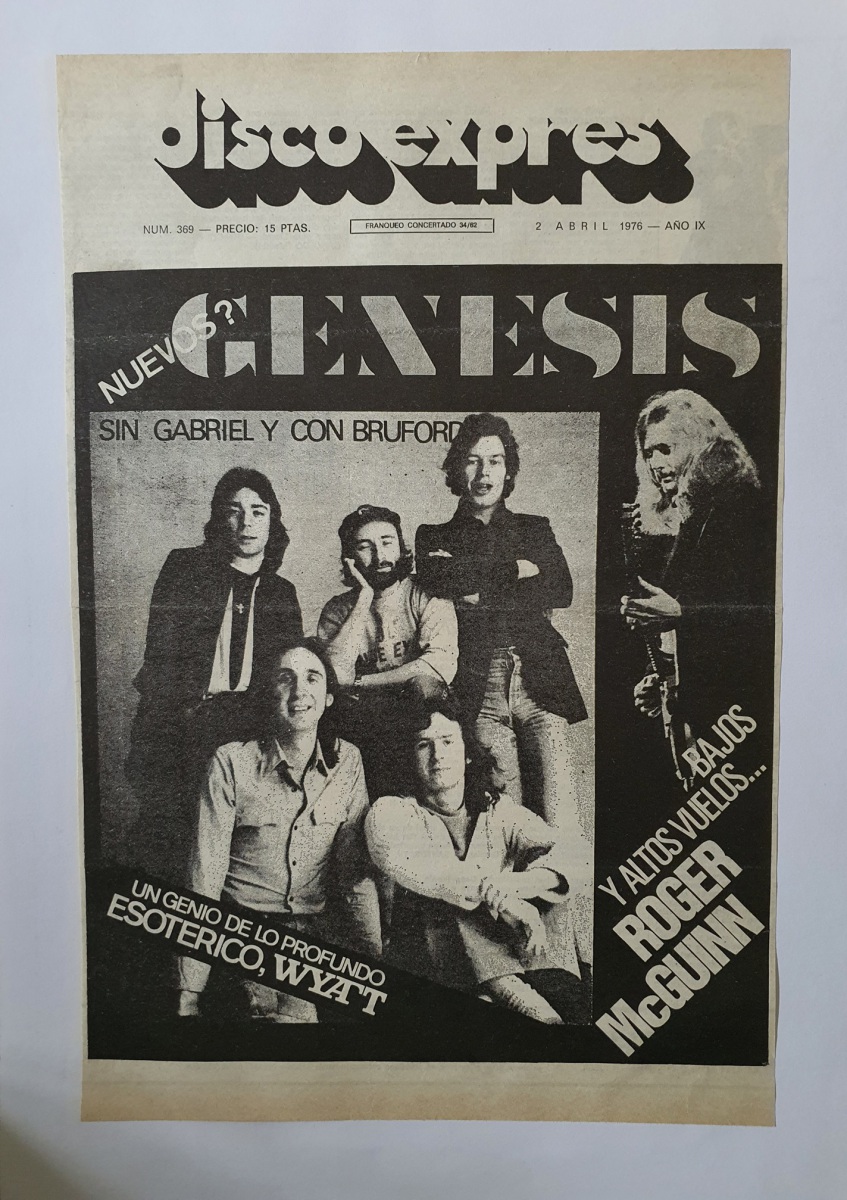 disco expres
NUM. 369 — PRECIO: 15 PTAS.
FRANQUEO CONCERTADO 34/62
2 ABRIL 1976 — AÑO IX
NUEVOS?
GENESIS
SIN GABRIEL Y CON BRUFORD
BAJOS
Y ALTOS VUELOS...
ROGER
McGUINN
UN GENIO DE LO PROFUNDO
ESOTERICO, WYATT